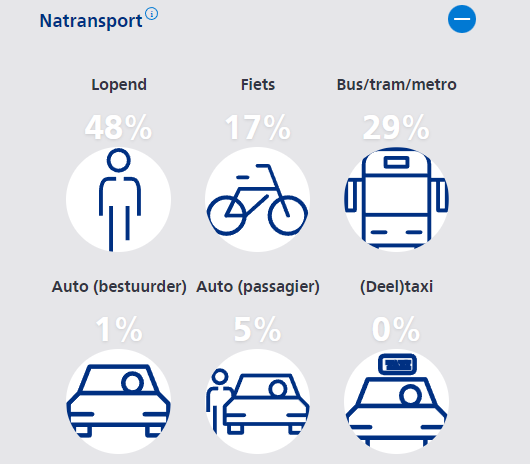 Natransport i
Lopend Fiets Bus/tram/metro
48% 17% 29%
Auto (bestuurder) Auto (passagier) (Deel)taxi
1% 5% 0%